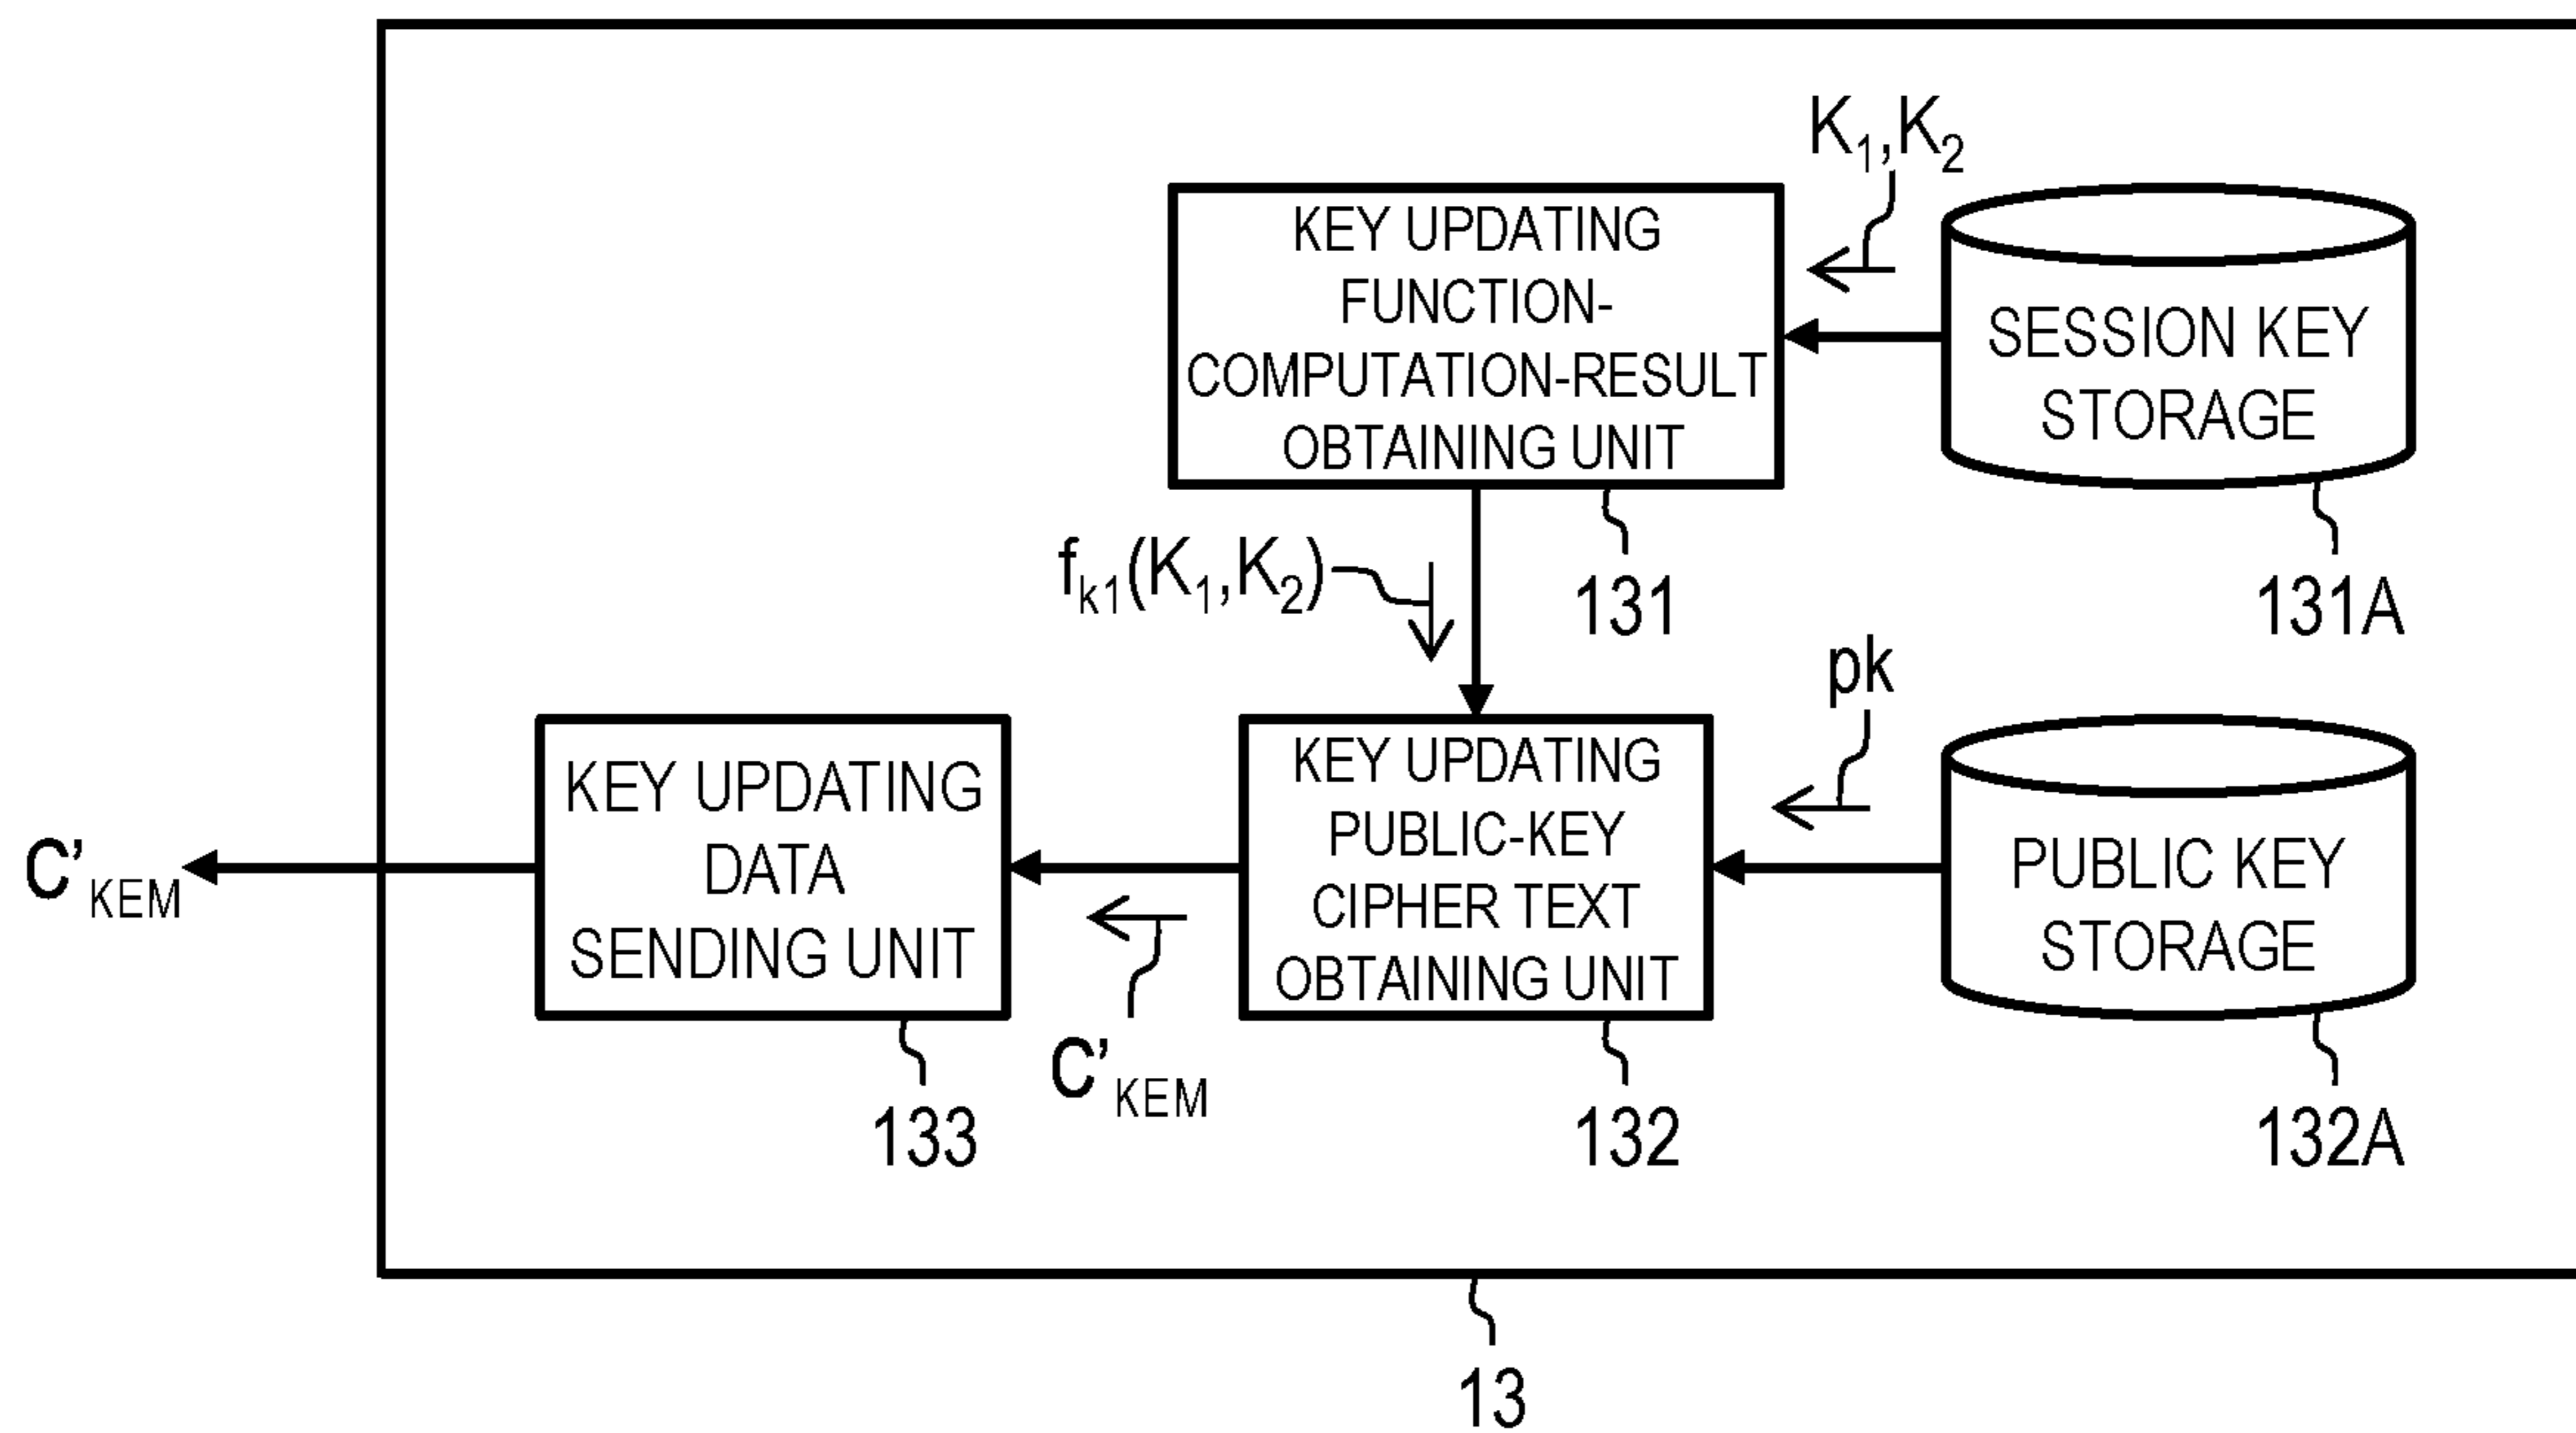 K1,K2
KEY UPDATING
FUNCTION-
COMPUTATION-RESULT
OBTAINING UNIT
SESSION KEY
STORAGE
fk1(K1,K2)
131
131A
pk
KEY UPDATING
DATA
SENDING UNIT
KEY UPDATING
PUBLIC-KEY
CIPHER TEXT
OBTAINING UNIT
PUBLIC KEY
STORAGE
C'KEM
C'KEM
133
132
132A
13